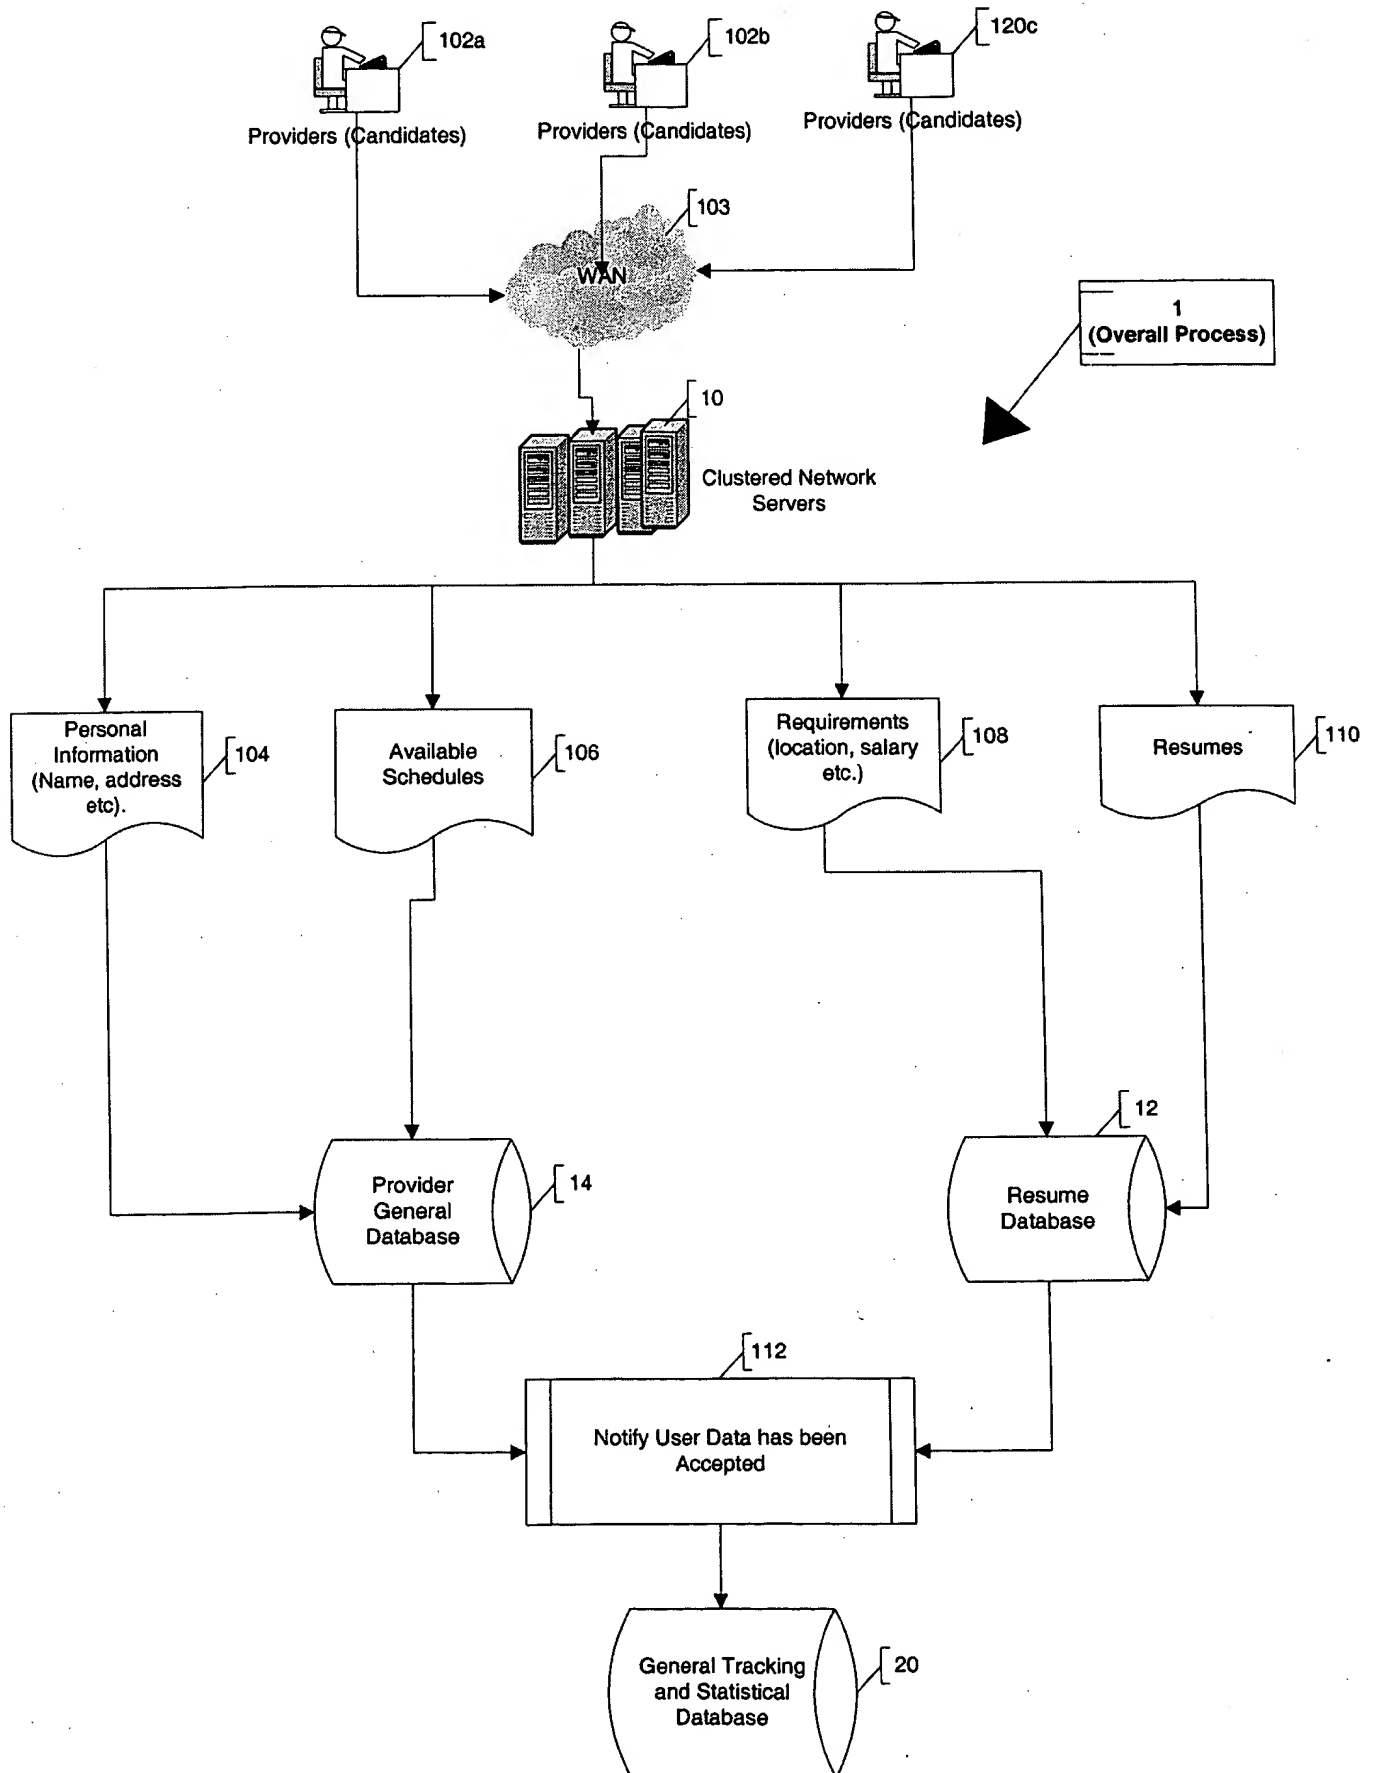 102a
102b
120c
Providers (Candidates)
Providers (Candidates)
Providers (Candidates)
103
WAN
1
(Overall Process)
10
Clustered Network
Servers
Personal
Information
(Name, address
etc).
104
Available
Schedules
106
Requirements
(location, salary
etc.)
108
Resumes
110
12
Provider
General
Database
14
Resume
Database
112
Notify User Data has been
Accepted
General Tracking
and Statistical
Database
20